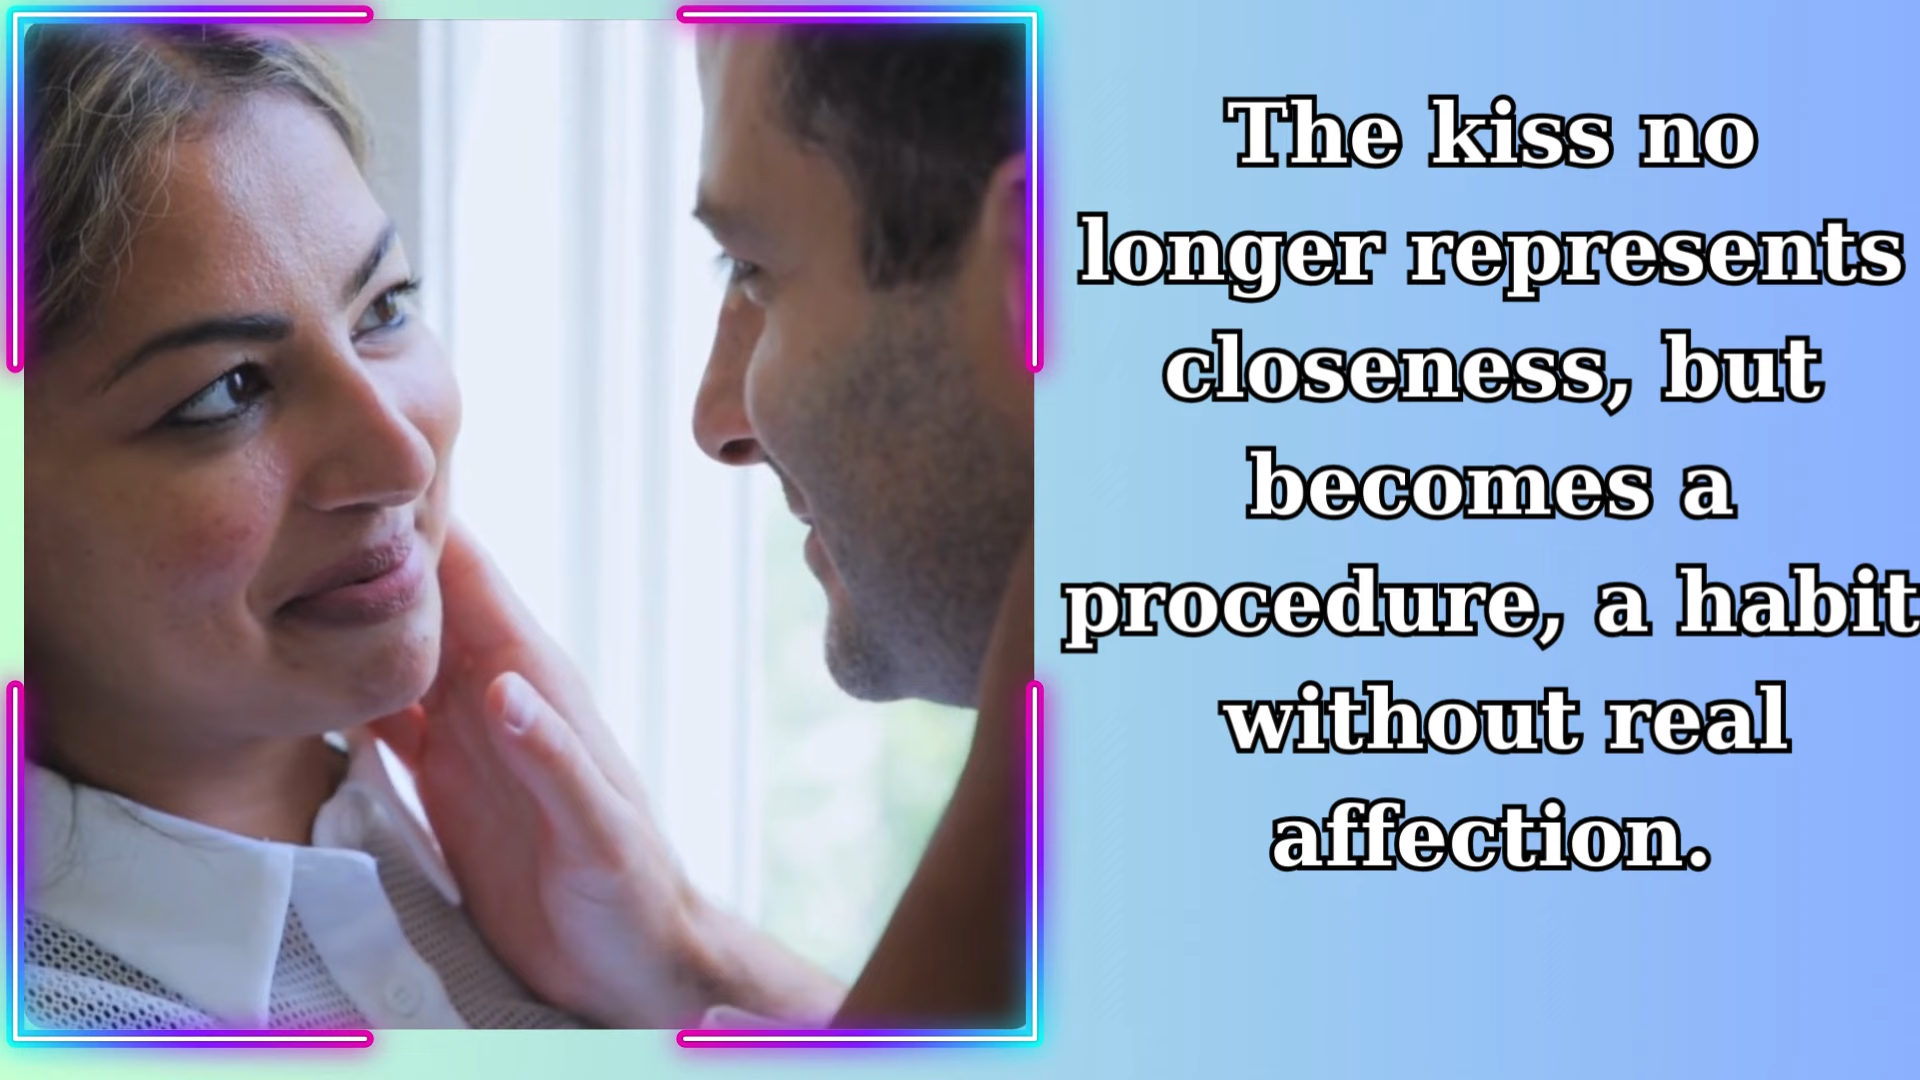 The kiss no
longer represents
closeness, but
becomes a
procedure, a habit
without real
affection.